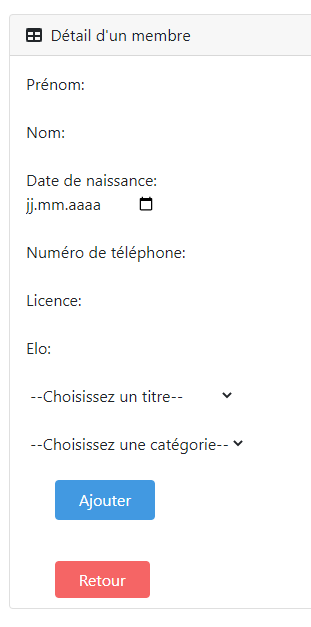 Détail d'un membre
Prénom:
Nom:
Date de naissance:
jj.mm.aaaa
Numéro de téléphone:
Licence:
Elo:
--Choisissez un titre--
--Choisissez une catégorie--
Ajouter
Retour